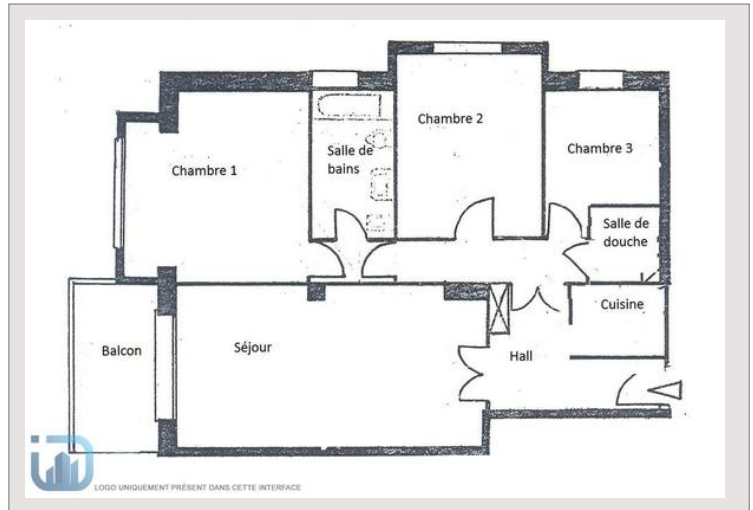 Chambre 2
Chambre 3
Salle de
bains
Chambre 1
Salle de
douche
Cuisine
Séjour
Balcon
Hall
LOGO UNIQUEMENT PRÉSENT DANS CETTE INTERFACE